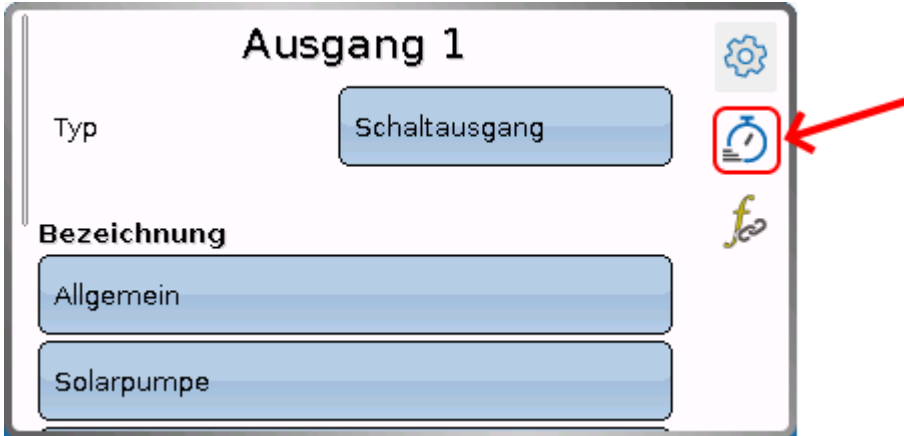 Ausgang 1
Typ
Schaltausgang
Bezeichnung
Allgemein
Solarpumpe